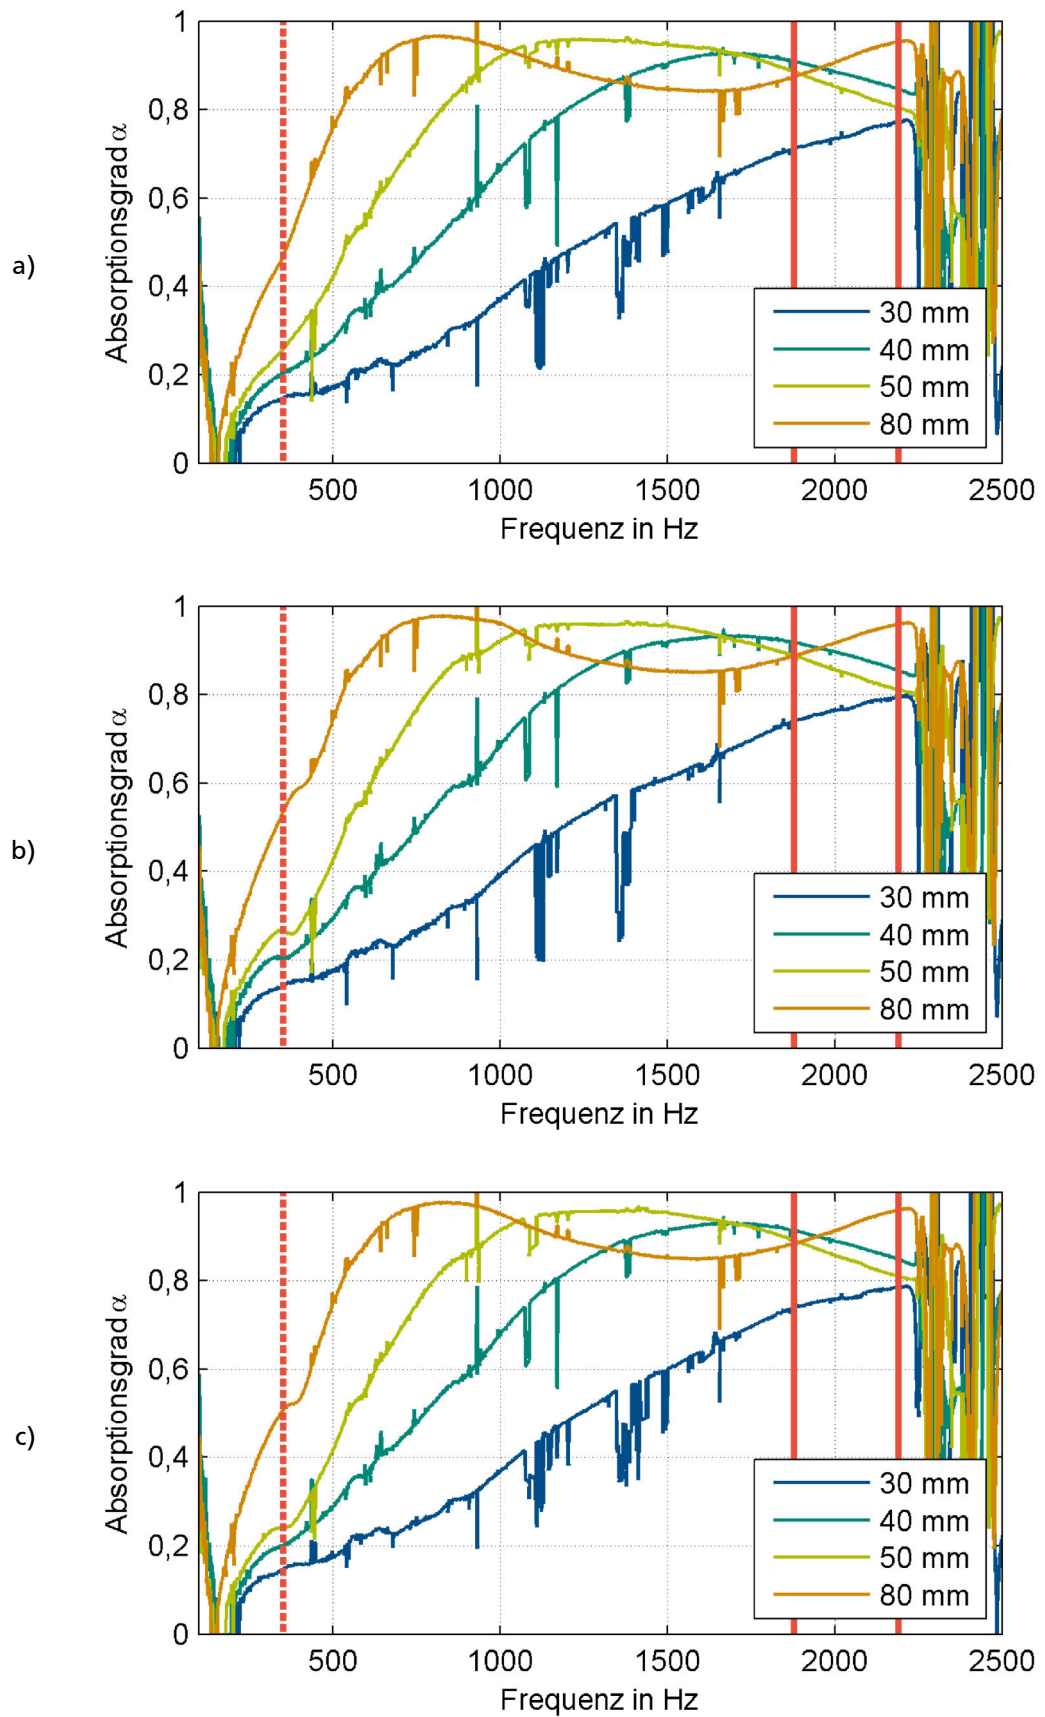 a)
Absorptionsgrad α
1
0,8
0,6
0,4
0,2
0
500
1000
1500
2000
2500
Frequenz in Hz
30 mm
40 mm
50 mm
80 mm
b)
Absorptionsgrad α
1
0,8
0,6
0,4
0,2
0
500
1000
1500
2000
2500
Frequenz in Hz
30 mm
40 mm
50 mm
80 mm
c)
Absorptionsgrad α
1
0,8
0,6
0,4
0,2
0
500
1000
1500
2000
2500
Frequenz in Hz
30 mm
40 mm
50 mm
80 mm